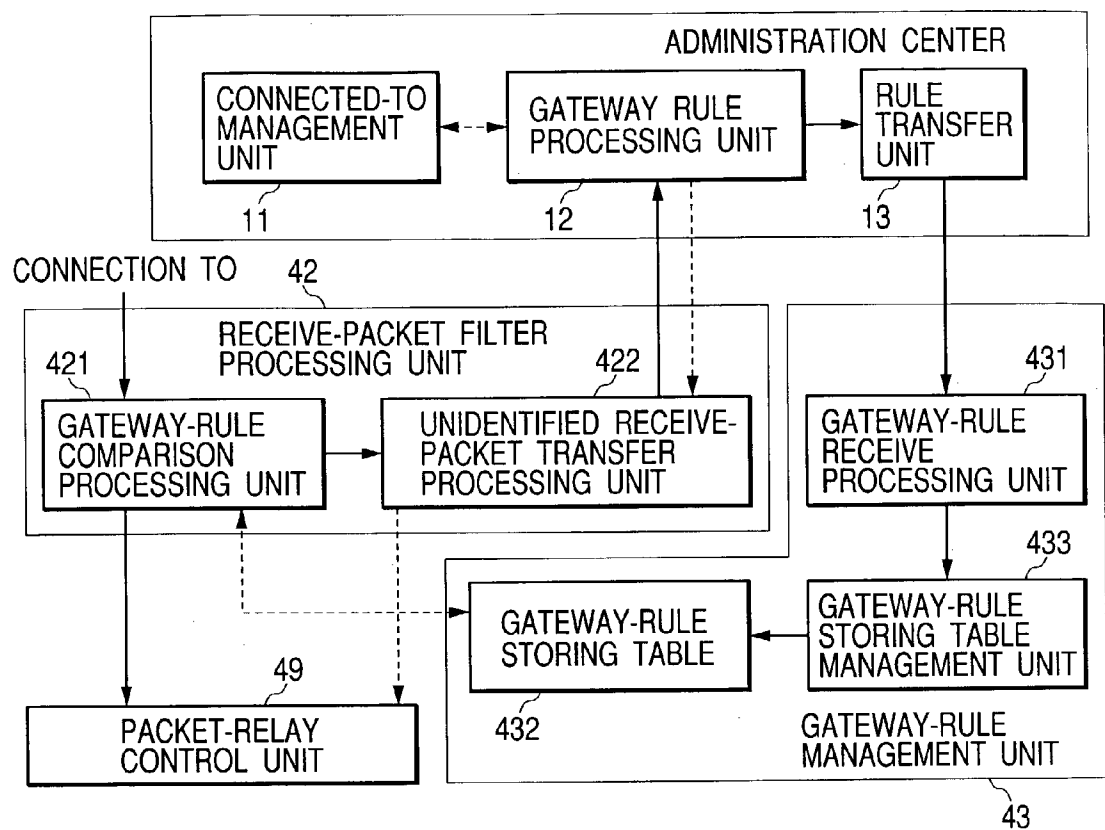 ADMINISTRATION CENTER
CONNECTED-TO
MANAGEMENT
UNIT
11
GATEWAY RULE
PROCESSING UNIT
12
RULE
TRANSFER
UNIT
13
CONNECTION TO
42
RECEIVE-PACKET FILTER
PROCESSING UNIT
421
GATEWAY-RULE
COMPARISON
PROCESSING UNIT
422
UNIDENTIFIED RECEIVE-
PACKET TRANSFER
PROCESSING UNIT
431
GATEWAY-RULE
RECEIVE
PROCESSING UNIT
433
GATEWAY-RULE
STORING TABLE
MANAGEMENT UNIT
GATEWAY-RULE
STORING TABLE
432
49
PACKET-RELAY
CONTROL UNIT
GATEWAY-RULE
MANAGEMENT UNIT
43